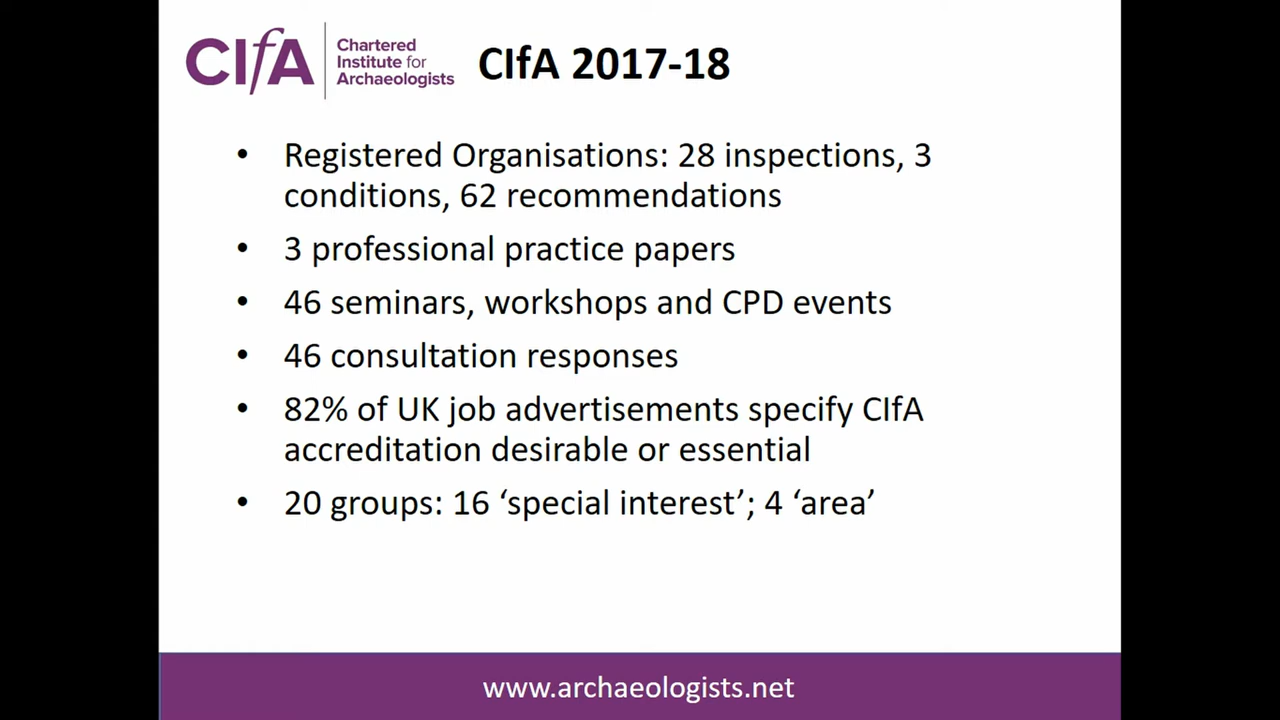 CIfA
Chartered
Institute for
Archaeologists
CIfA 2017-18
• Registered Organisations: 28 inspections, 3
conditions, 62 recommendations
• 3 professional practice papers
• 46 seminars, workshops and CPD events
• 46 consultation responses
• 82% of UK job advertisements specify CIfA
accreditation desirable or essential
• 20 groups: 16 ‘special interest’; 4 ‘area’
www.archaeologists.net